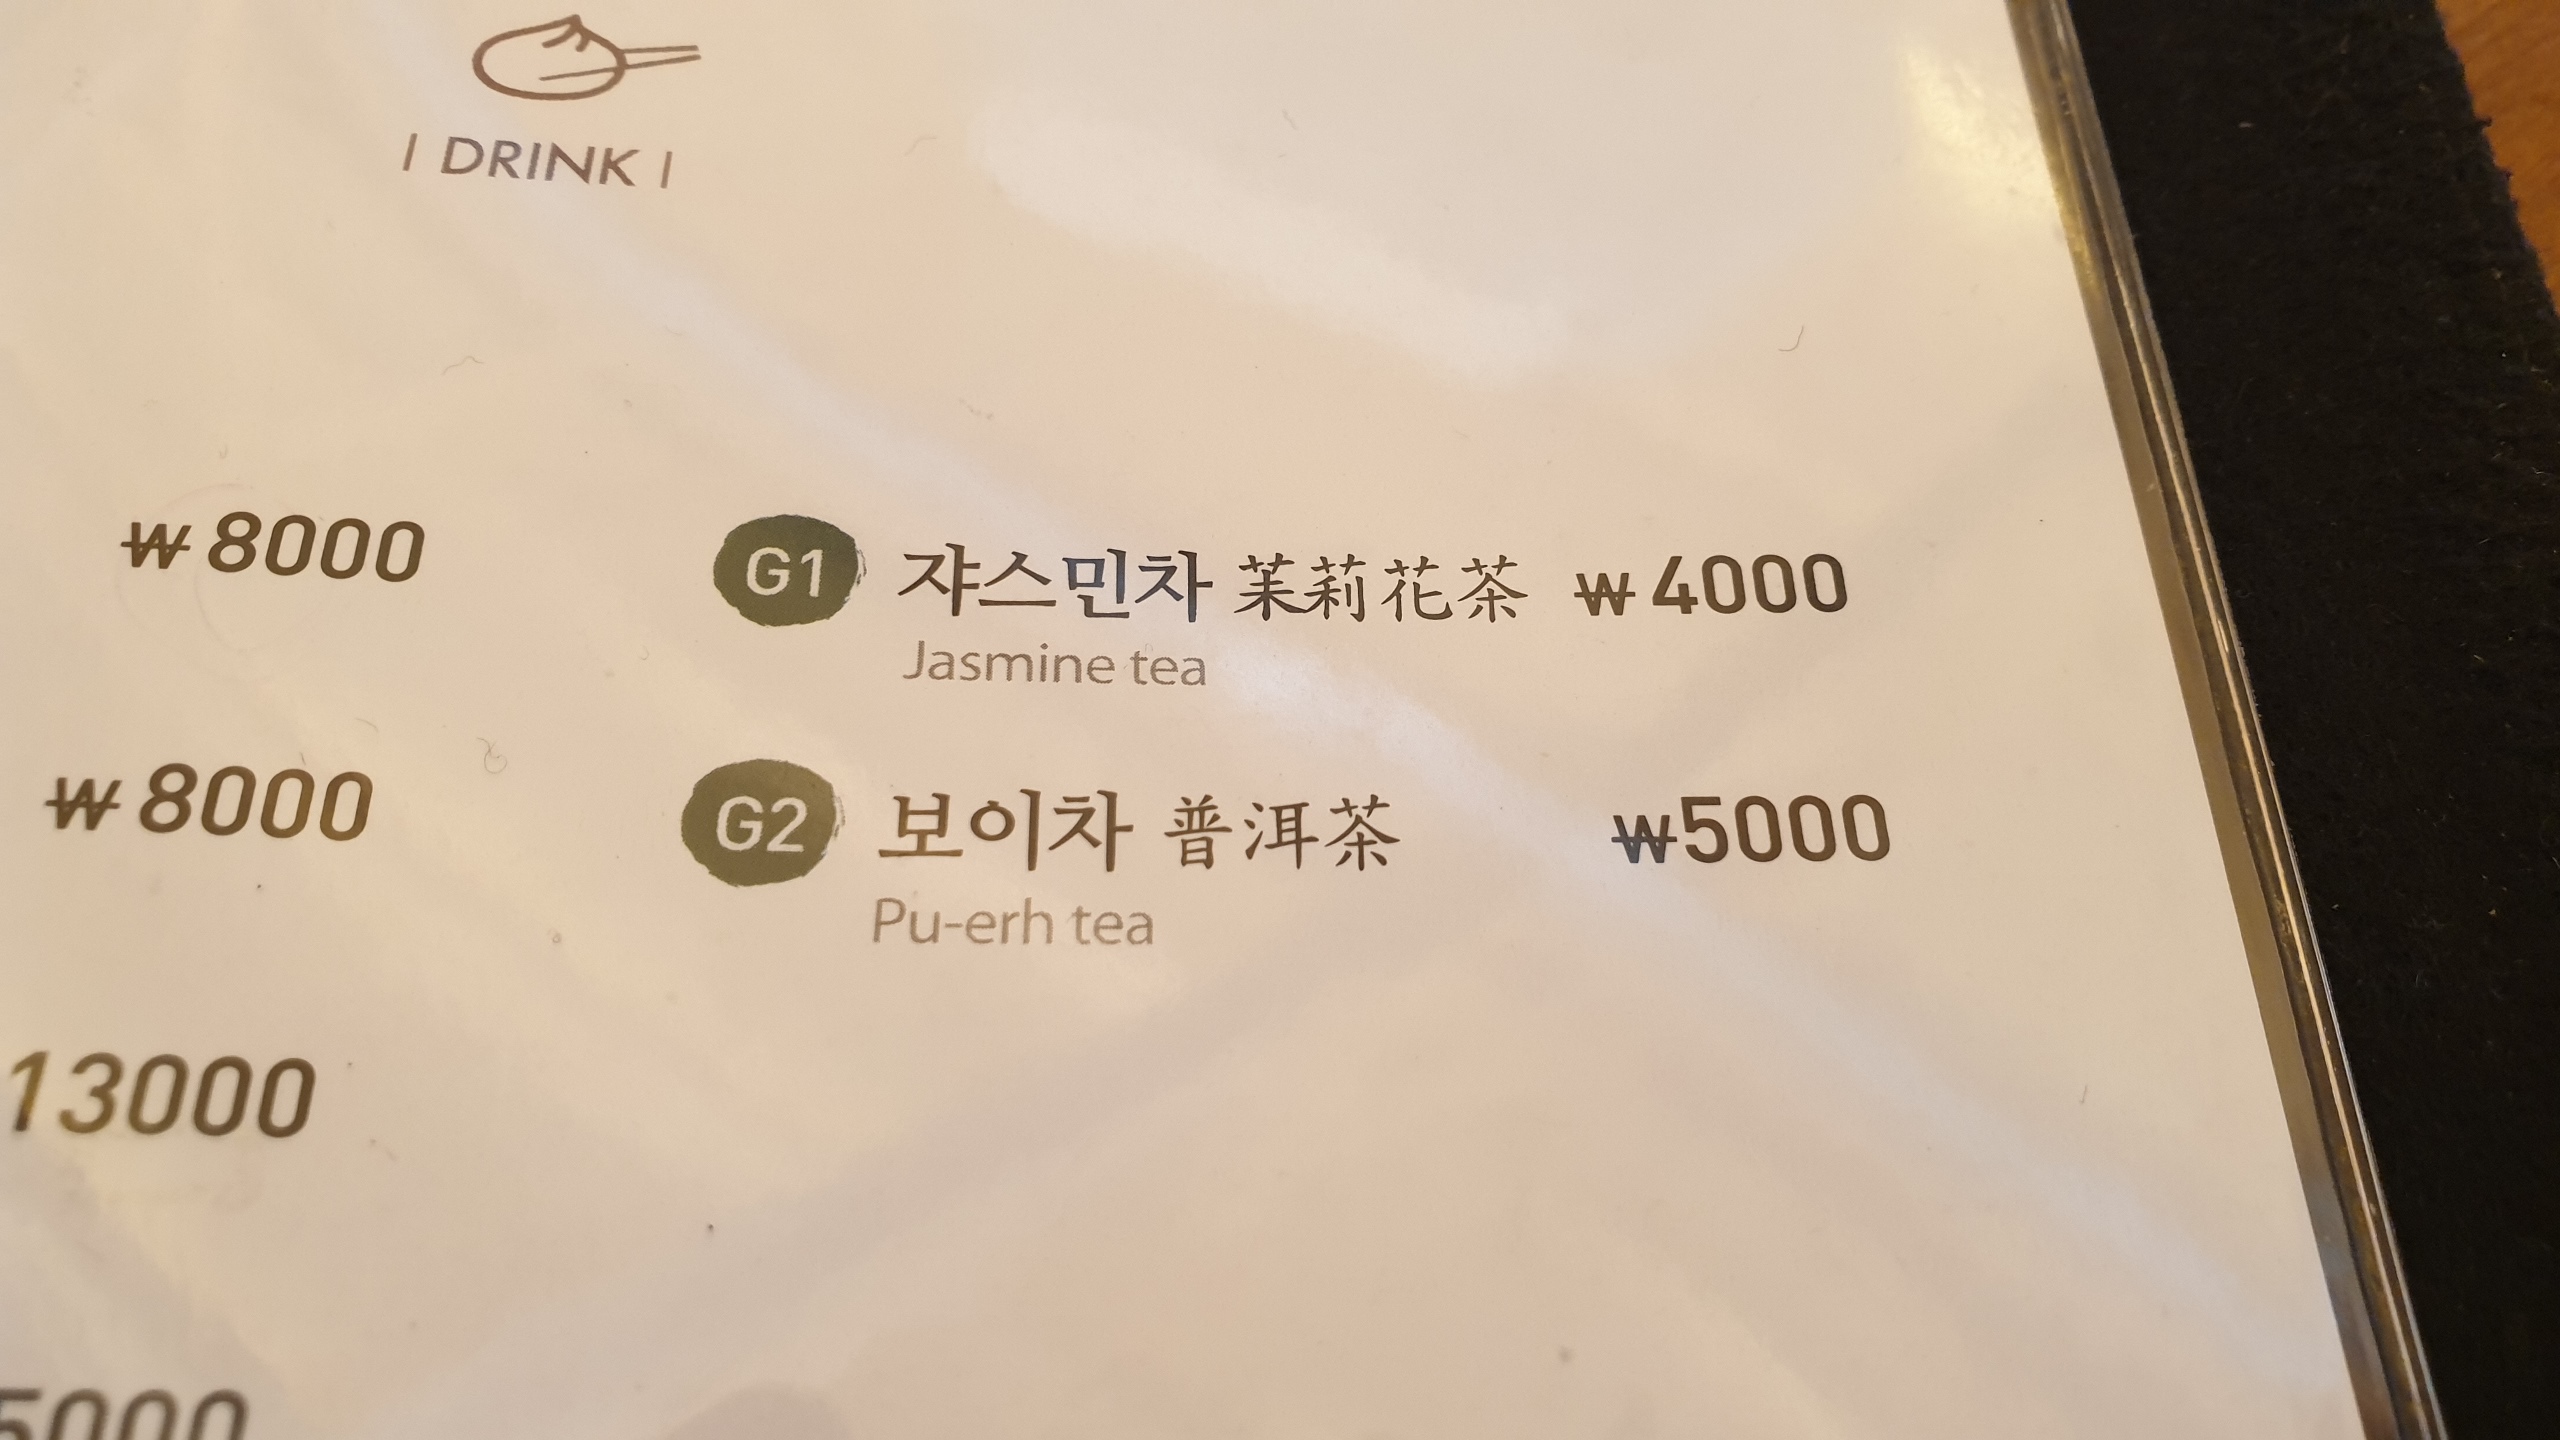 | DRINK |
₩8000
G1 쟈스민차 茉莉花茶 ₩4000
Jasmine tea
₩8000
G2 보이차 普洱茶 ₩5000
Pu-erh tea
13000
5000